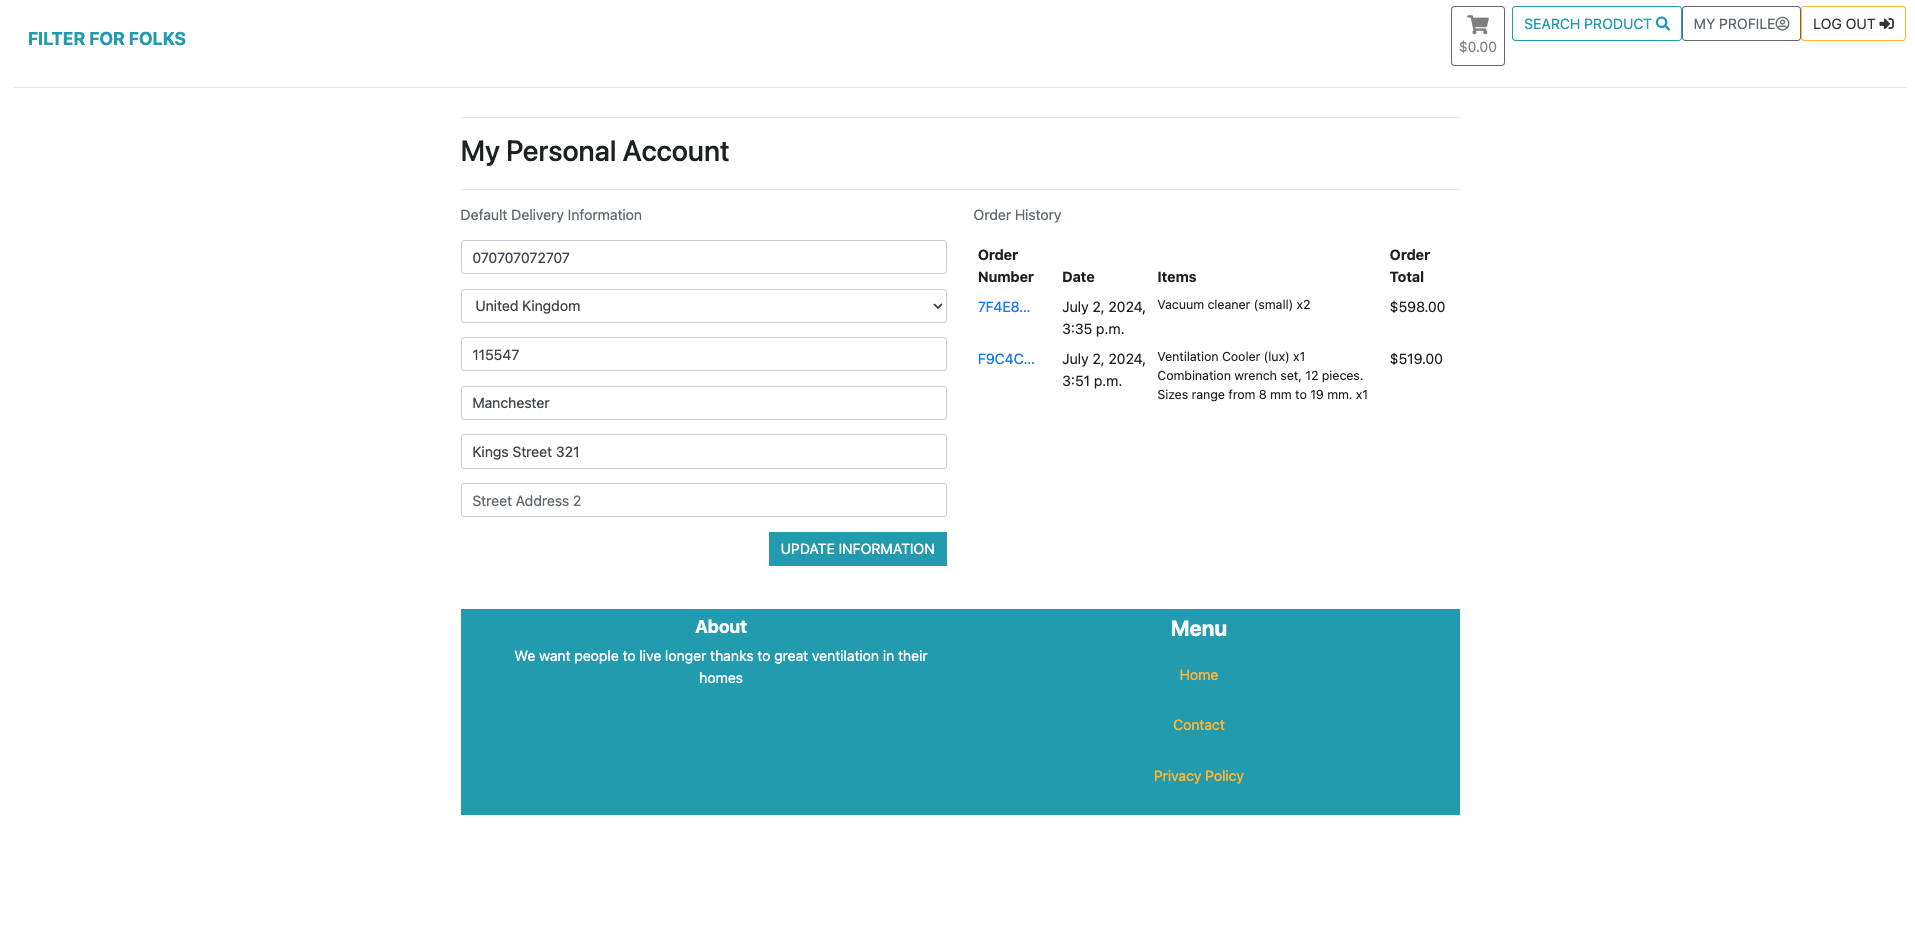 FILTER FOR FOLKS
$0.00
SEARCH PRODUCT
MY PROFILE
LOG OUT
My Personal Account
Default Delivery Information
070707072707
United Kingdom
115547
Manchester
Kings Street 321
Street Address 2
UPDATE INFORMATION
Order History
Order Number Date Items Order Total
7F4E8... July 2, 2024, 3:35 p.m. Vacuum cleaner (small) x2 $598.00
F9C4C... July 2, 2024, 3:51 p.m. Ventilation Cooler (lux) x1 $519.00
Combination wrench set, 12 pieces.
Sizes range from 8 mm to 19 mm. x1
About
We want people to live longer thanks to great ventilation in their
homes
Menu
Home
Contact
Privacy Policy